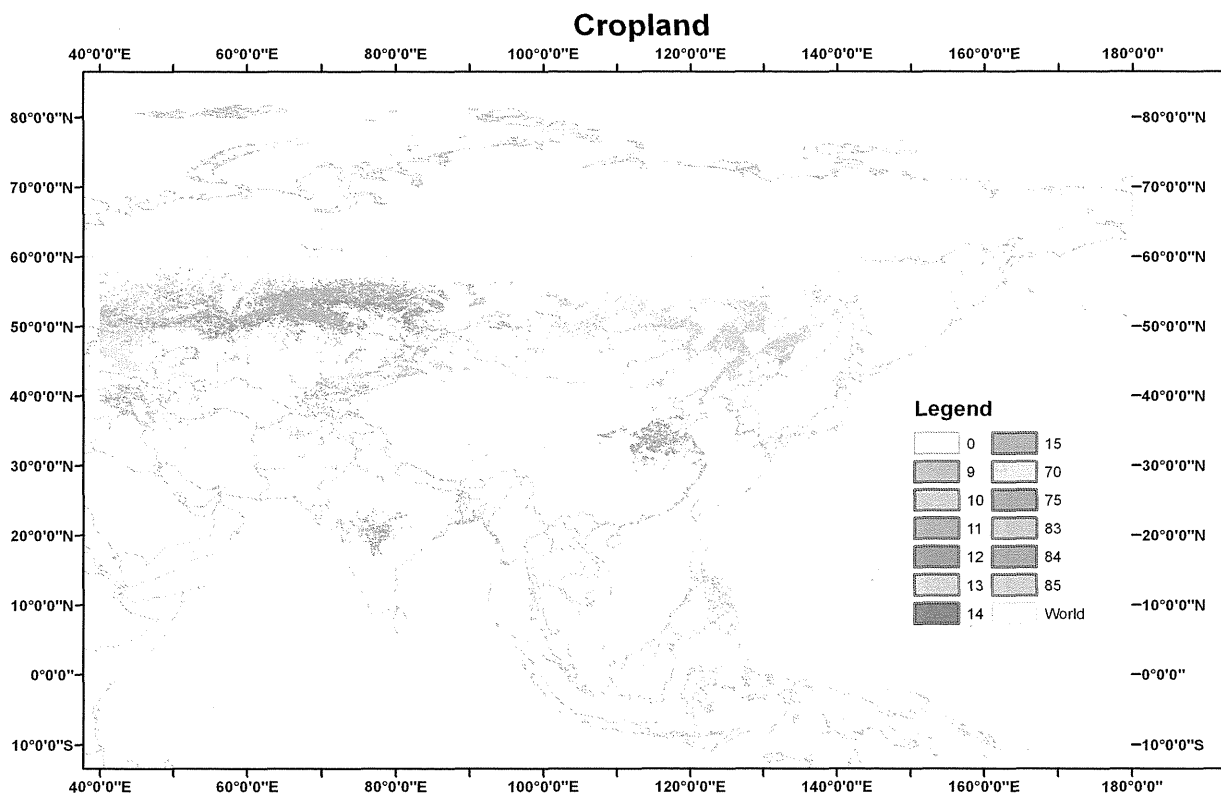 Cropland
40°0'0"E 60°0'0"E 80°0'0"E 100°0'0"E 120°0'0"E 140°0'0"E 160°0'0"E 180°0'0"
80°0'0"N 80°0'0"N
70°0'0"N 70°0'0"N
60°0'0"N 60°0'0"N
50°0'0"N 50°0'0"N
40°0'0"N 40°0'0"N
Legend
0 15
30°0'0"N 9 70 30°0'0"N
10 75
20°0'0"N 11 83 20°0'0"N
12 84
13 85
10°0'0"N 14 World 10°0'0"N
0°0'0" 0°0'0"
10°0'0"S 10°0'0"S
40°0'0"E 60°0'0"E 80°0'0"E 100°0'0"E 120°0'0"E 140°0'0"E 160°0'0"E 180°0'0"